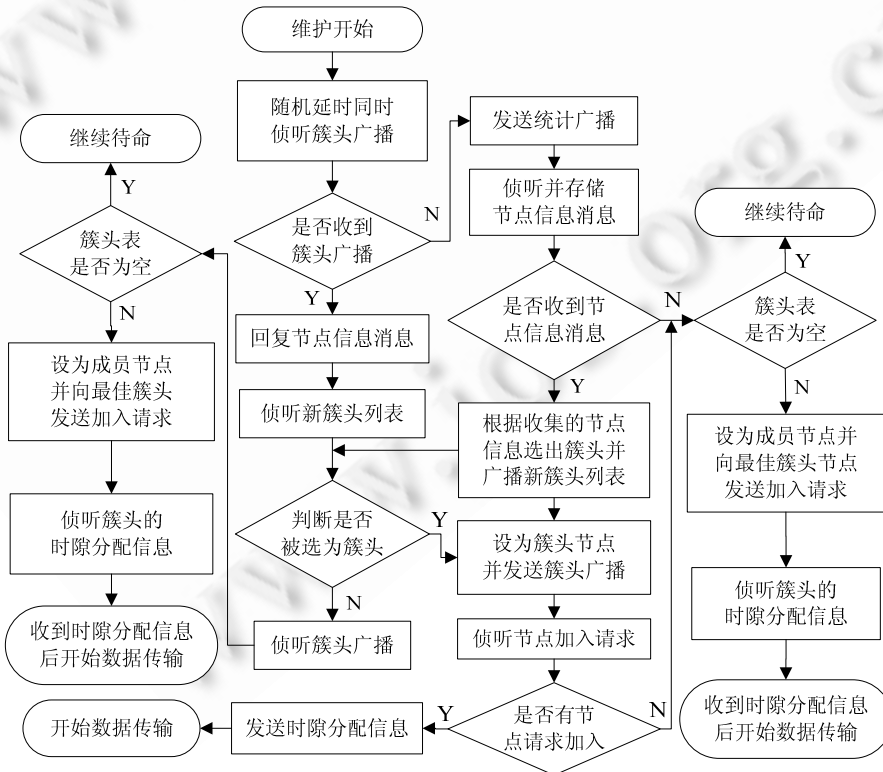 维护开始
随机延时同时
侦听簇头广播
是否收到
簇头广播
N
Y
回复节点信息消息
侦听新簇头列表
判断是否
被选为簇头
Y
N
侦听簇头广播
继续待命
Y
簇头表
是否为空
N
设为成员节点
并向最佳簇头
发送加入请求
侦听簇头的
时隙分配信息
收到时隙分配信息
后开始数据传输
发送统计广播
侦听并存储
节点信息消息
是否收到节
点信息消息
N
Y
根据收集的节点
信息选出簇头并
广播新簇头列表
设为簇头节点
并发送簇头广播
侦听节点加入请求
是否有节
点请求加入
Y
N
发送时隙分配信息
开始数据传输
继续待命
Y
簇头表
是否为空
N
设为成员节点并
向最佳簇头节点
发送加入请求
侦听簇头的
时隙分配信息
收到时隙分配信息
后开始数据传输